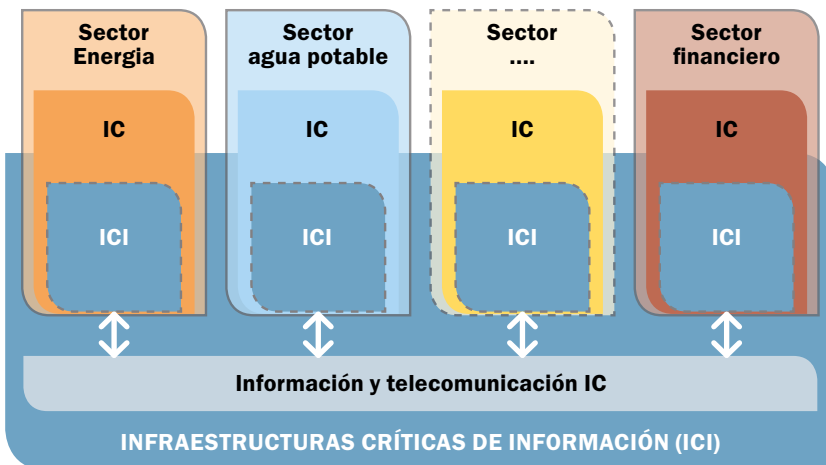 Sector
Energia
Sector
agua potable
Sector
....
Sector
financiero
IC
IC
IC
IC
ICI
ICI
ICI
ICI
Información y telecomunicación IC
INFRAESTRUCTURAS CRÍTICAS DE INFORMACIÓN (ICI)